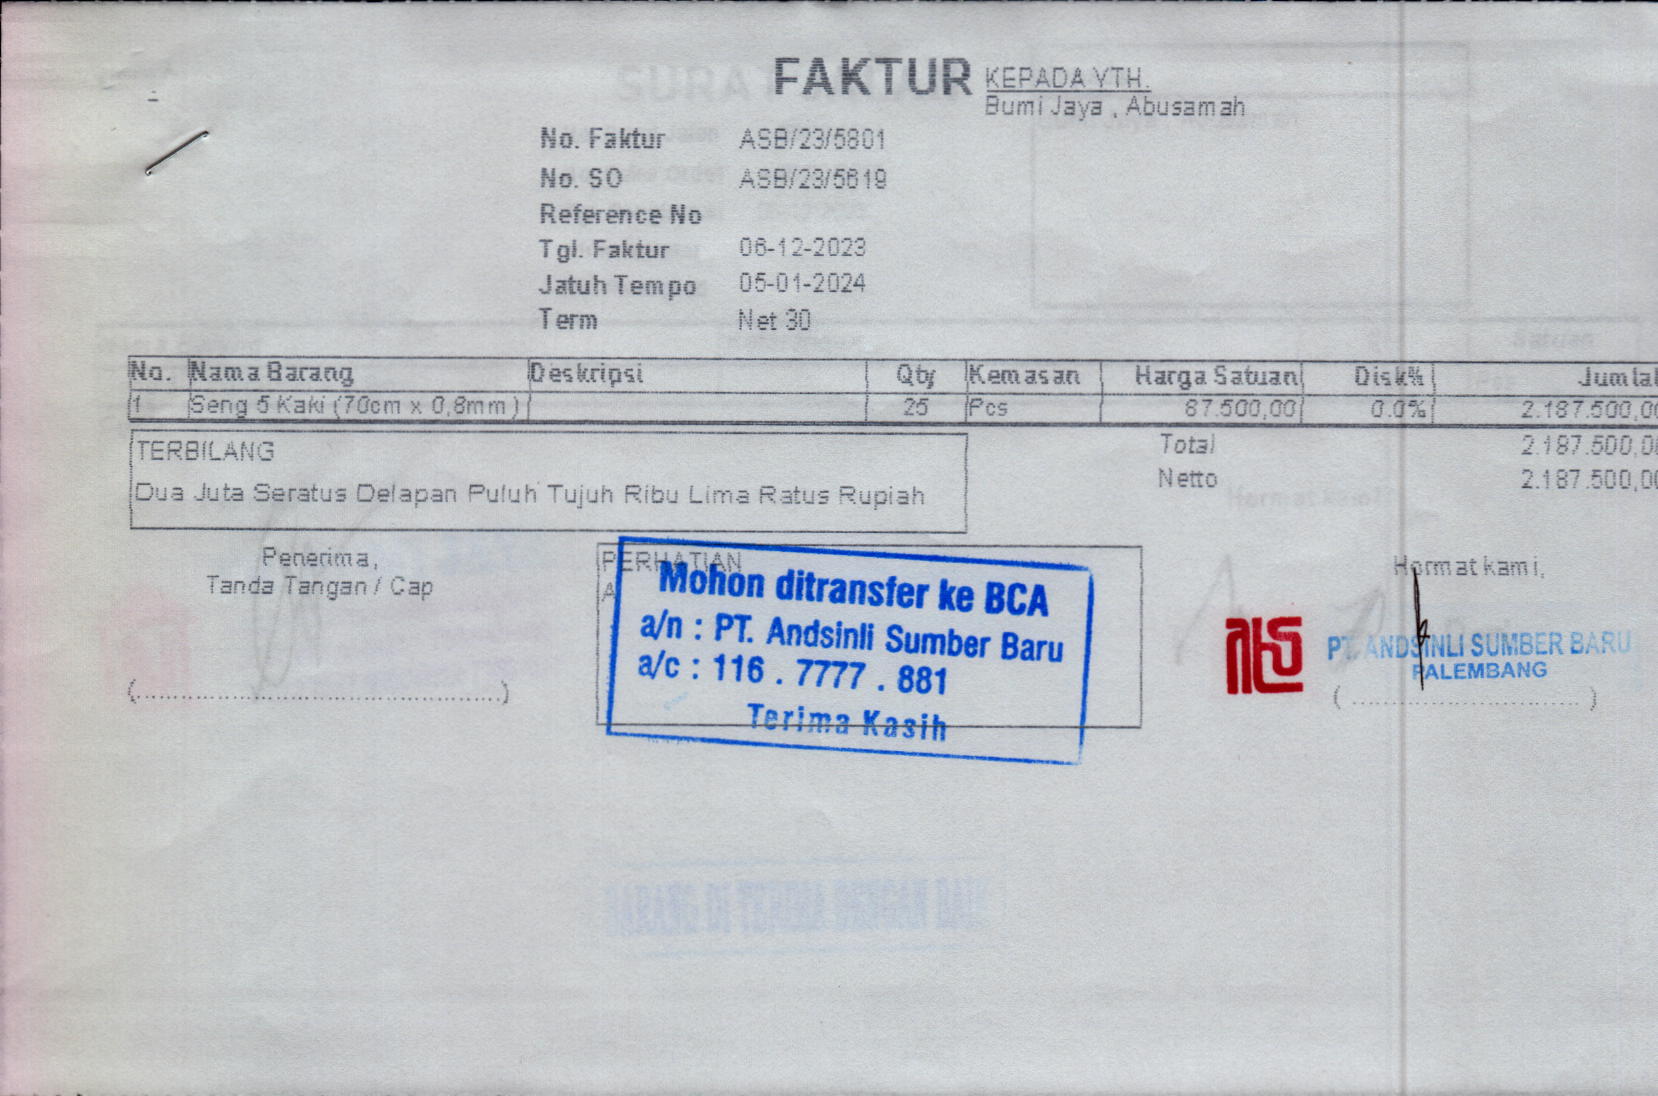 FAKTUR
KEPADA YTH.
Bumi Jaya , Abusamah
No. Faktur ASB/23/5801
No. SO ASB/23/5619
Reference No
Tgl. Faktur 06-12-2023
Jatuh Tempo 05-01-2024
Term Net 30
No. Nama Barang Deskripsi Qty Kemasan Harga Satuan Disk% Jumlah
1 Seng 5 Kaki (70cm x 0,8mm) 25 Pcs 87.500,00 0.0% 2.187.500,00
TERBILANG
Dua Juta Seratus Delapan Puluh Tujuh Ribu Lima Ratus Rupiah
Total 2.187.500,00
Netto 2.187.500,00
Penerima,
Tanda Tangan / Cap
(........................................)
PERHATIAN
Mohon ditransfer ke BCA
a/n : PT. Andsinli Sumber Baru
a/c : 116 . 7777 . 881
Terima Kasih
Hormat kami,
PT. ANDSINLI SUMBER BARU
PALEMBANG
(............................)